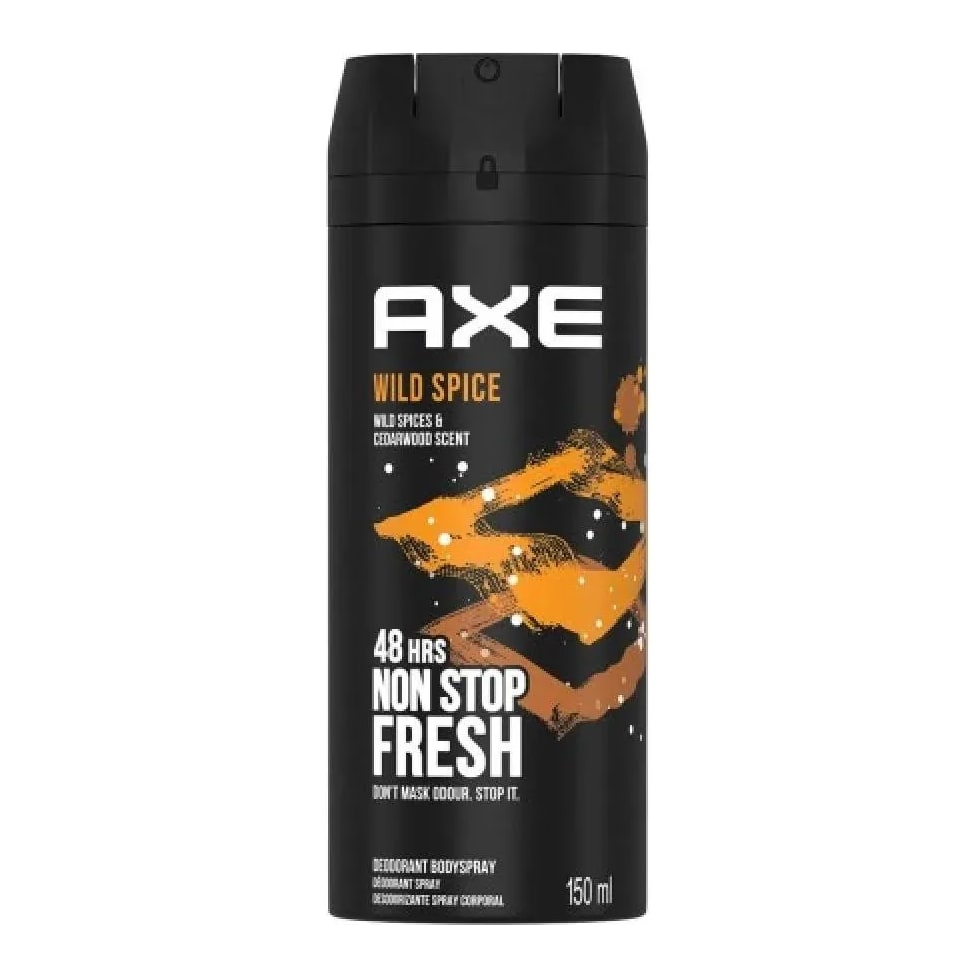 AXE
WILD SPICE
WILD SPICES &
CEDARWOOD SCENT
48 HRS
NON STOP
FRESH
DON'T MASK ODOUR. STOP IT.
DEODORANT BODYSPRAY
DÉODORANT SPRAY
DESODORIZANTE SPRAY CORPORAL
150 ml